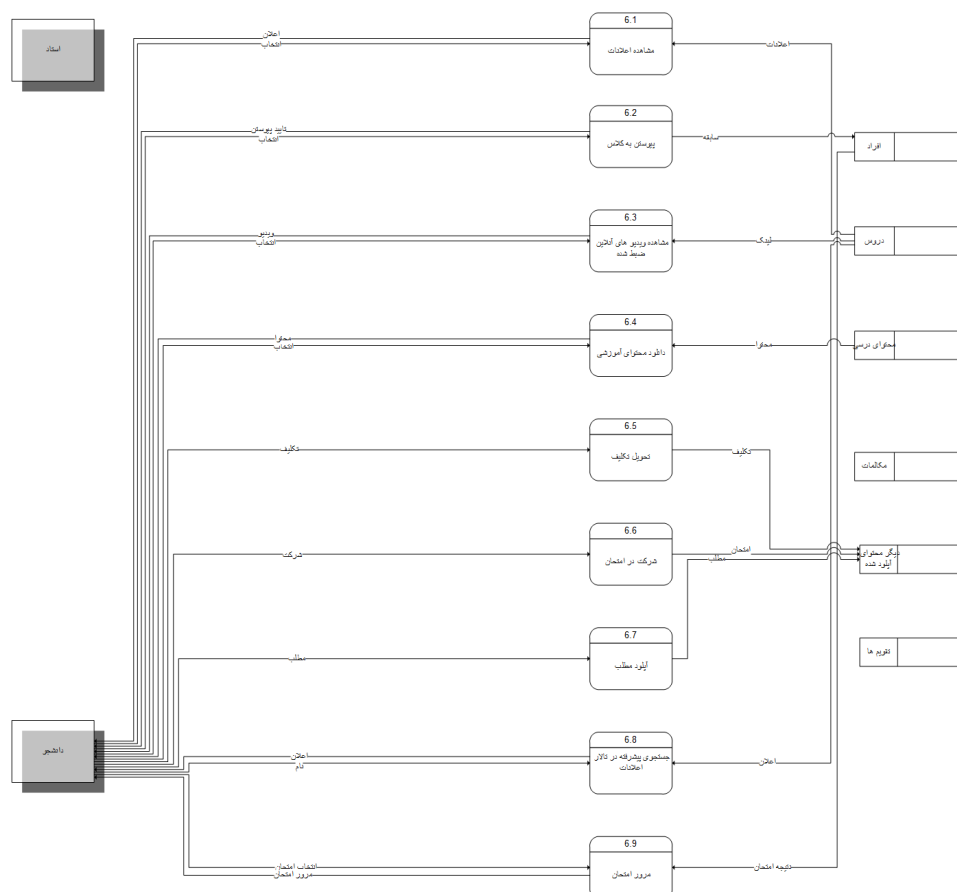 6.1
استاد
اعلان
انتخاب
مشاهده اعلانات
اعلانات
6.2
تایید پیوستن
انتخاب
پیوستن به کلاس
سابقه
افراد
6.3
ویدیو
انتخاب
مشاهده ویدیو های آنلاین
ضبط شده
لینک
دروس
6.4
محتوا
انتخاب
دانلود محتوای آموزشی
محتوا
محتوای درسی
6.5
تکلیف
تحویل تکلیف
تکلیف
مکالمات
6.6
شرکت
شرکت در امتحان
امتحان
مطلب
دیگر محتوای
آپلود شده
6.7
مطلب
آپلود مطلب
تقویم ها
6.8
دانشجو
اعلان
نام
جستجوی پیشرفته در تالار
اعلانات
اعلان
6.9
انتخاب امتحان
مرور امتحان
مرور امتحان
نتیجه امتحان